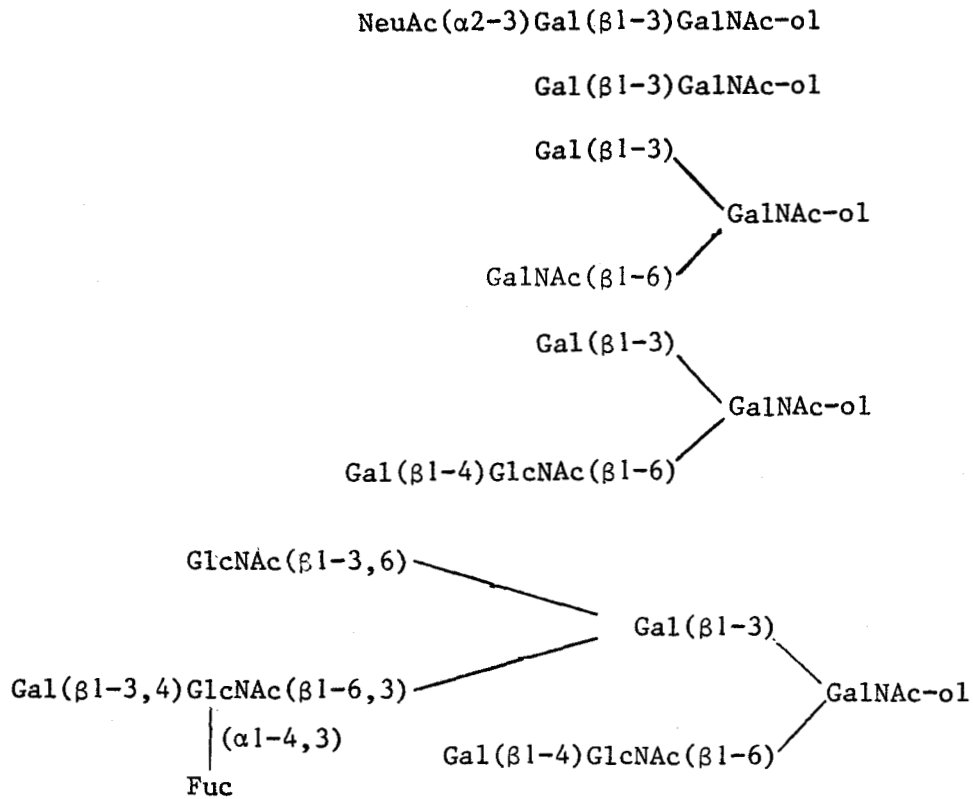 NeuAc(α2-3)Gal(β1-3)GalNAc-ol
Gal(β1-3)GalNAc-ol
Gal(β1-3)
GalNAc-ol
GalNAc(β1-6)
Gal(β1-3)
GalNAc-ol
Gal(β1-4)GlcNAc(β1-6)
GlcNAc(β1-3,6)
Gal(β1-3)
Gal(β1-3,4)GlcNAc(β1-6,3)
GalNAc-ol
(α1-4,3)
Gal(β1-4)GlcNAc(β1-6)
Fuc